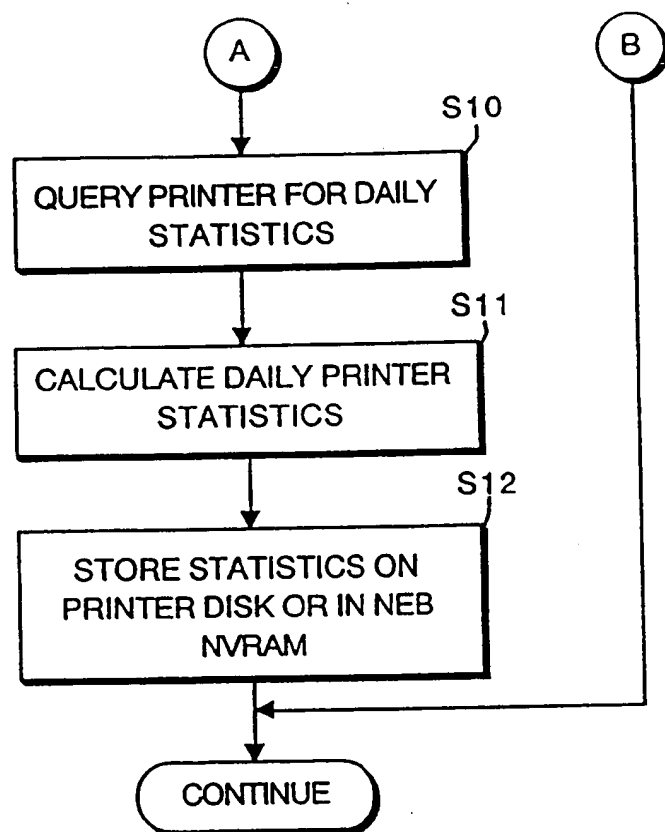 A
B
S10
QUERY PRINTER FOR DAILY
STATISTICS
S11
CALCULATE DAILY PRINTER
STATISTICS
S12
STORE STATISTICS ON
PRINTER DISK OR IN NEB
NVRAM
CONTINUE